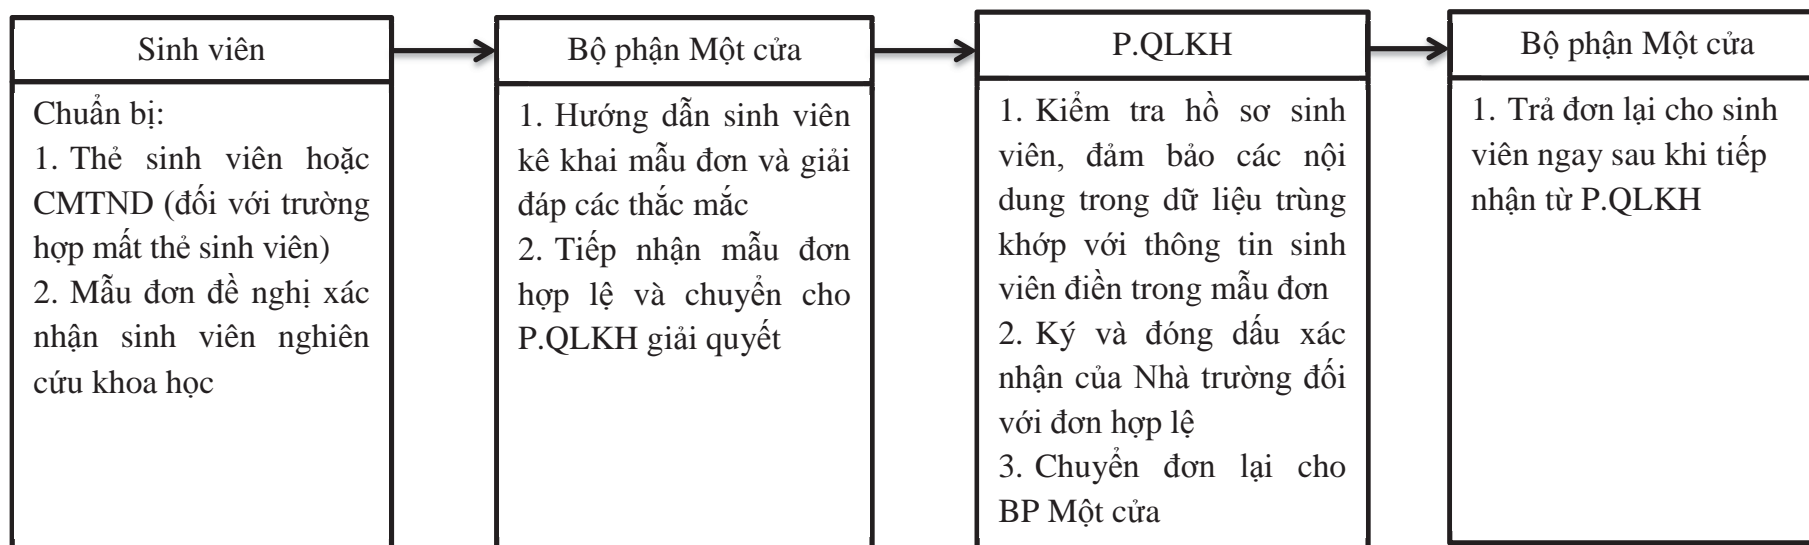 Sinh viên
Chuẩn bị:
1. Thẻ sinh viên hoặc
CMTND (đối với trường
hợp mất thẻ sinh viên)
2. Mẫu đơn đề nghị xác
nhận sinh viên nghiên
cứu khoa học
Bộ phận Một cửa
1. Hướng dẫn sinh viên
kê khai mẫu đơn và giải
đáp các thắc mắc
2. Tiếp nhận mẫu đơn
hợp lệ và chuyển cho
P.QLKH giải quyết
P.QLKH
1. Kiểm tra hồ sơ sinh
viên, đảm bảo các nội
dung trong dữ liệu trùng
khớp với thông tin sinh
viên điền trong mẫu đơn
2. Ký và đóng dấu xác
nhận của Nhà trường đối
với đơn hợp lệ
3. Chuyển đơn lại cho
BP Một cửa
Bộ phận Một cửa
1. Trả đơn lại cho sinh
viên ngay sau khi tiếp
nhận từ P.QLKH